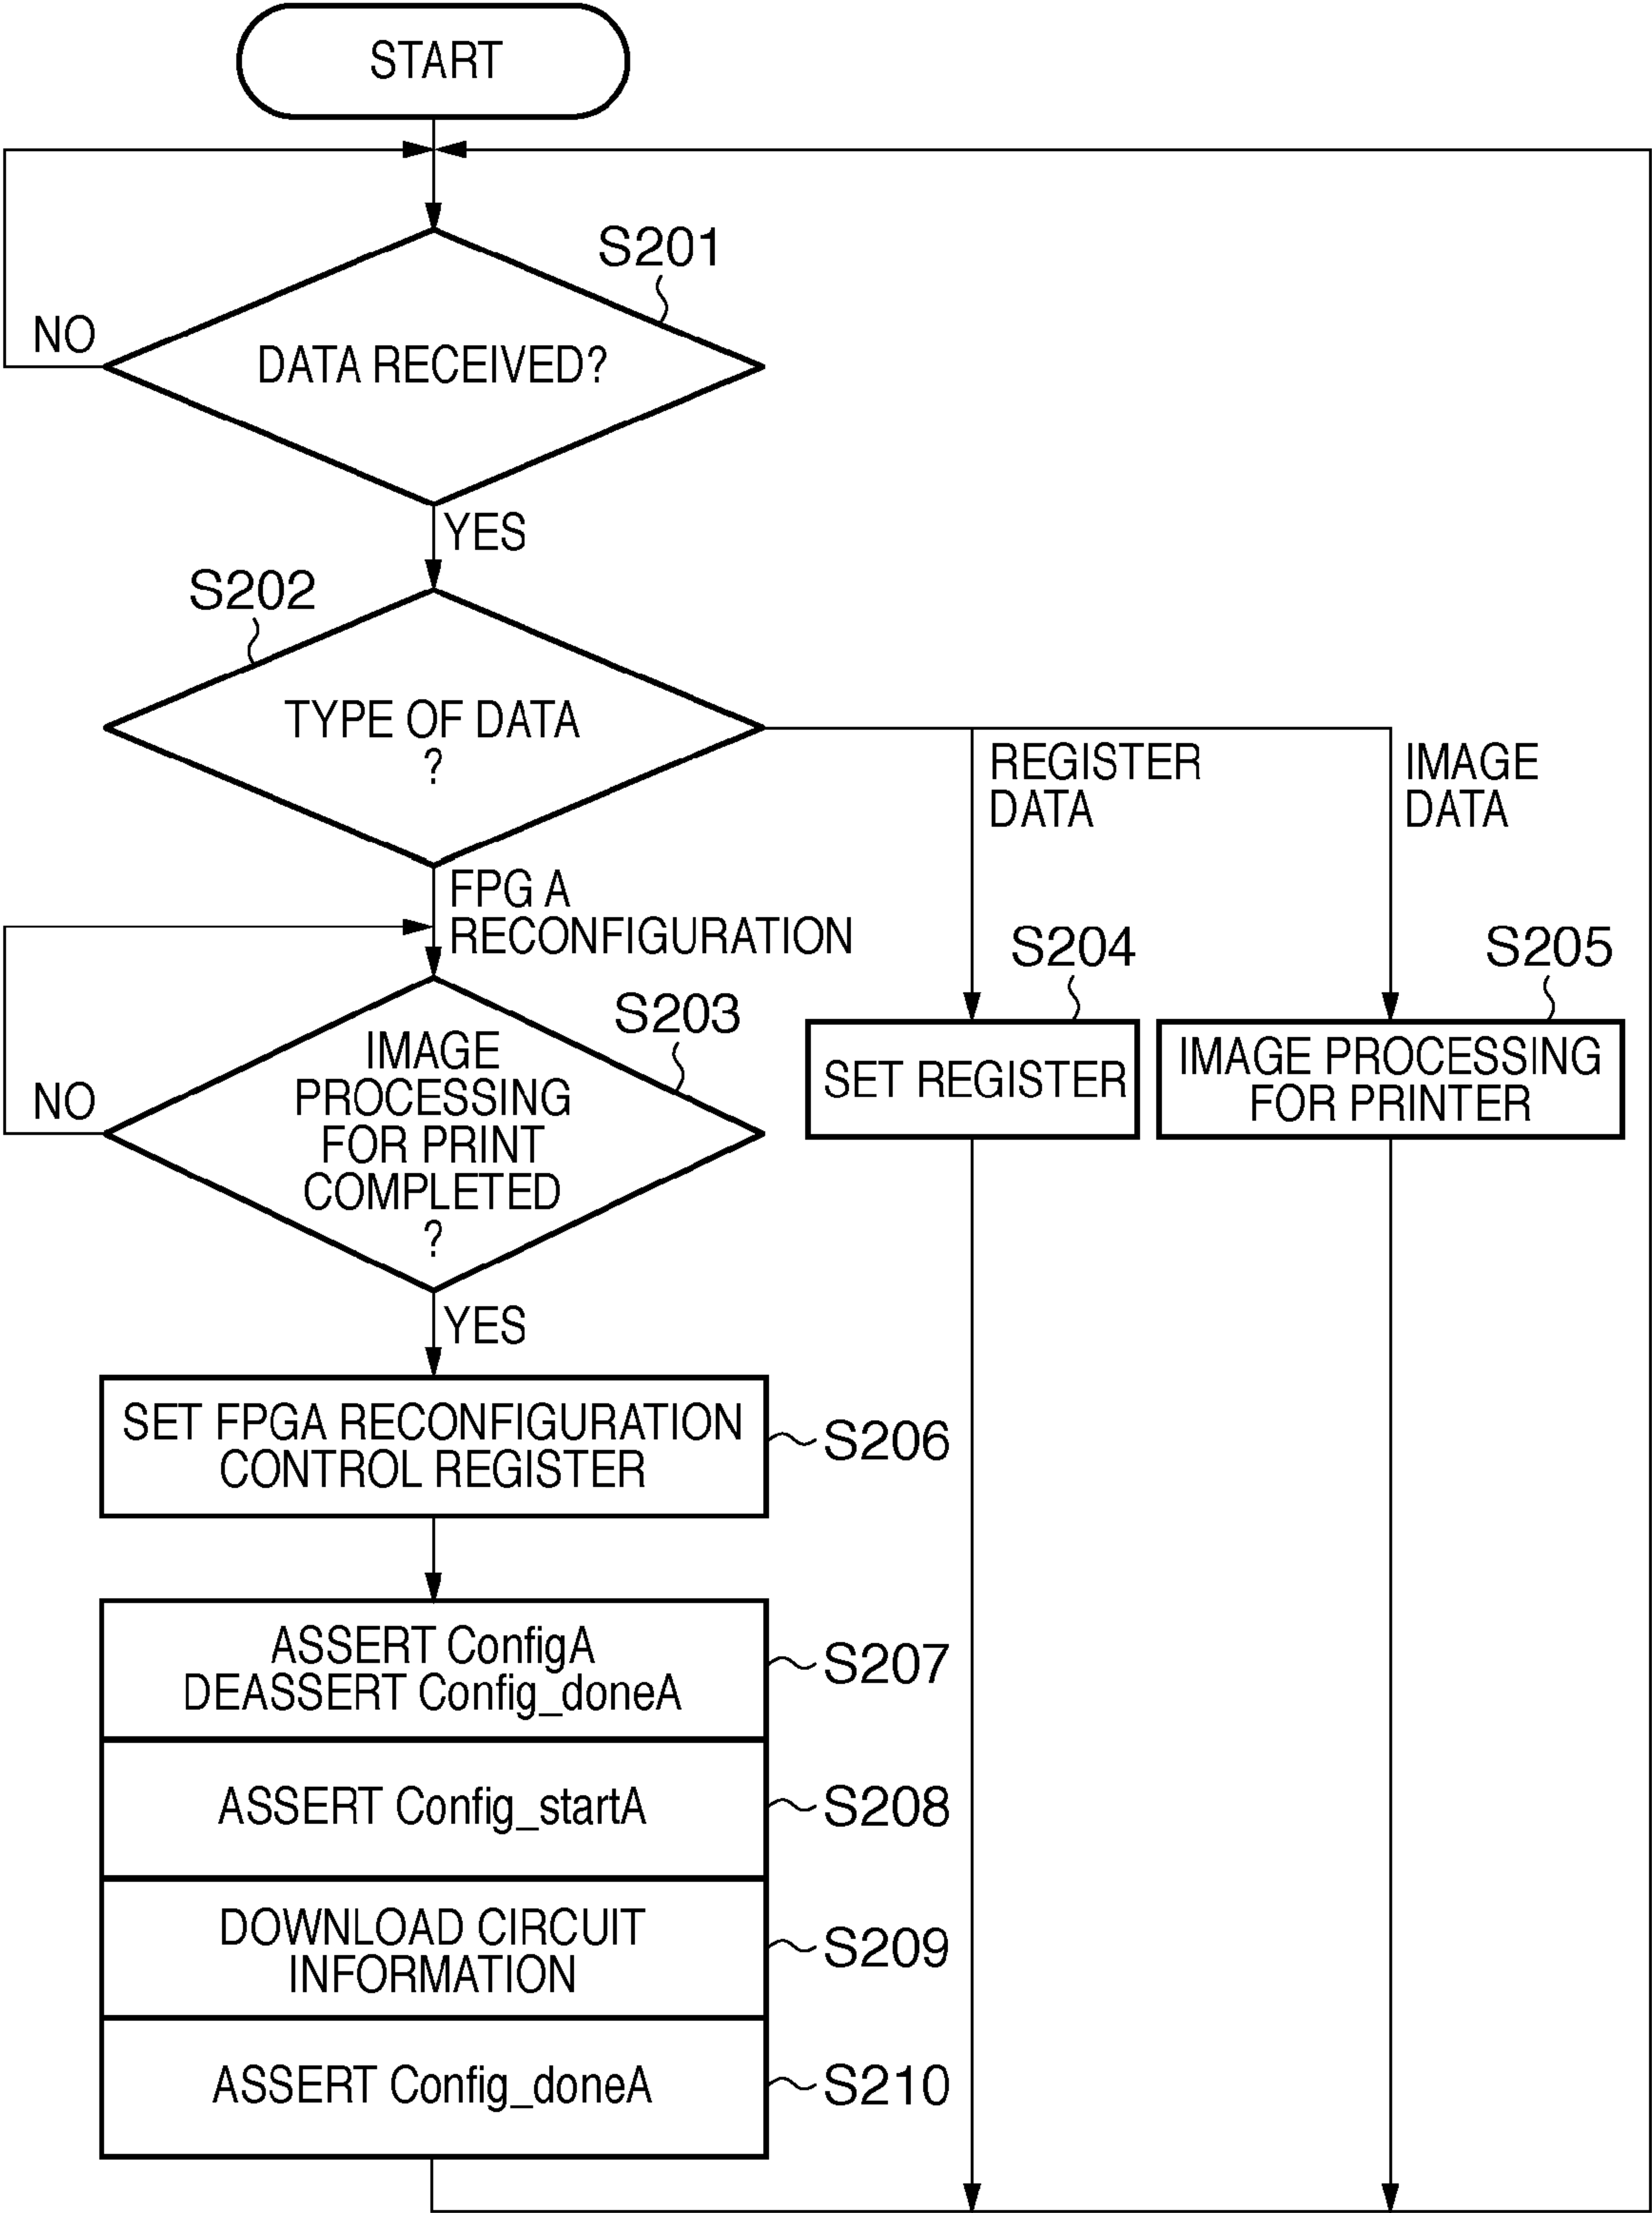 START
S201
NO
DATA RECEIVED?
YES
S202
TYPE OF DATA
?
REGISTER
DATA
IMAGE
DATA
FPG A
RECONFIGURATION
S203
S204
S205
NO
IMAGE
PROCESSING
FOR PRINT
COMPLETED
?
SET REGISTER
IMAGE PROCESSING
FOR PRINTER
YES
SET FPGA RECONFIGURATION
CONTROL REGISTER
S206
ASSERT ConfigA
DEASSERT Config_doneA
S207
ASSERT Config_startA
S208
DOWNLOAD CIRCUIT
INFORMATION
S209
ASSERT Config_doneA
S210